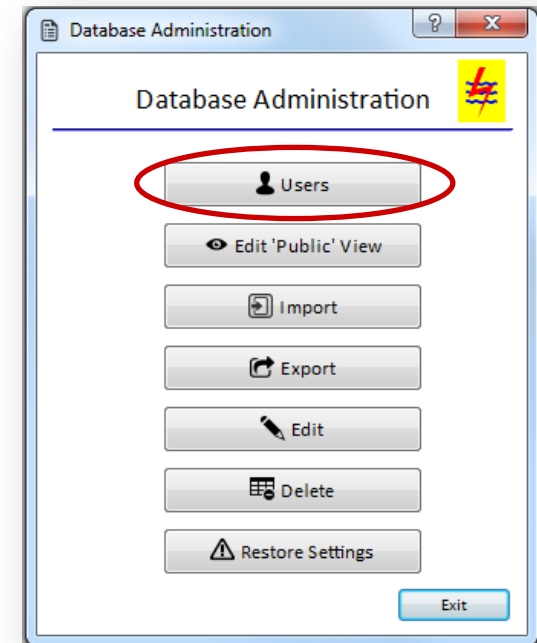 Database Administration
Database Administration
Users
Edit 'Public' View
Import
Export
Edit
Delete
Restore Settings
Exit